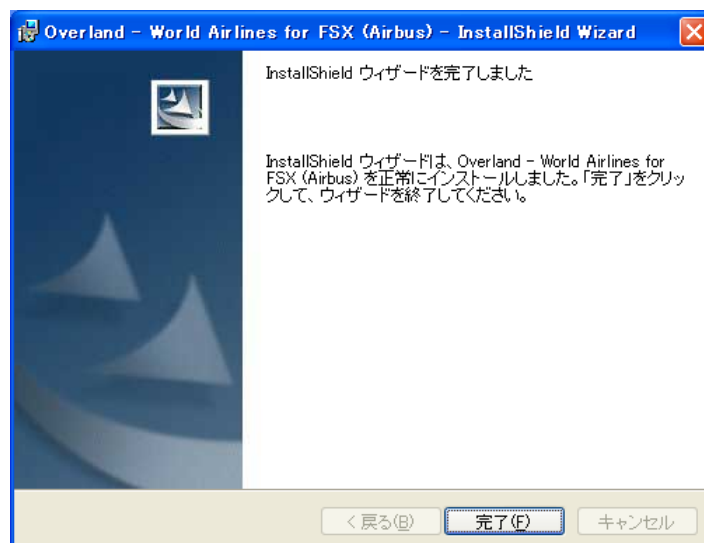 Overland - World Airlines for FSX (Airbus) - InstallShield Wizard
InstallShield ウィザードを完了しました
InstallShield ウィザードは、Overland - World Airlines for
FSX (Airbus) を正常にインストールしました。「完了」をクリッ
クして、ウィザードを終了してください。
< 戻る(B) 完了(F) キャンセル